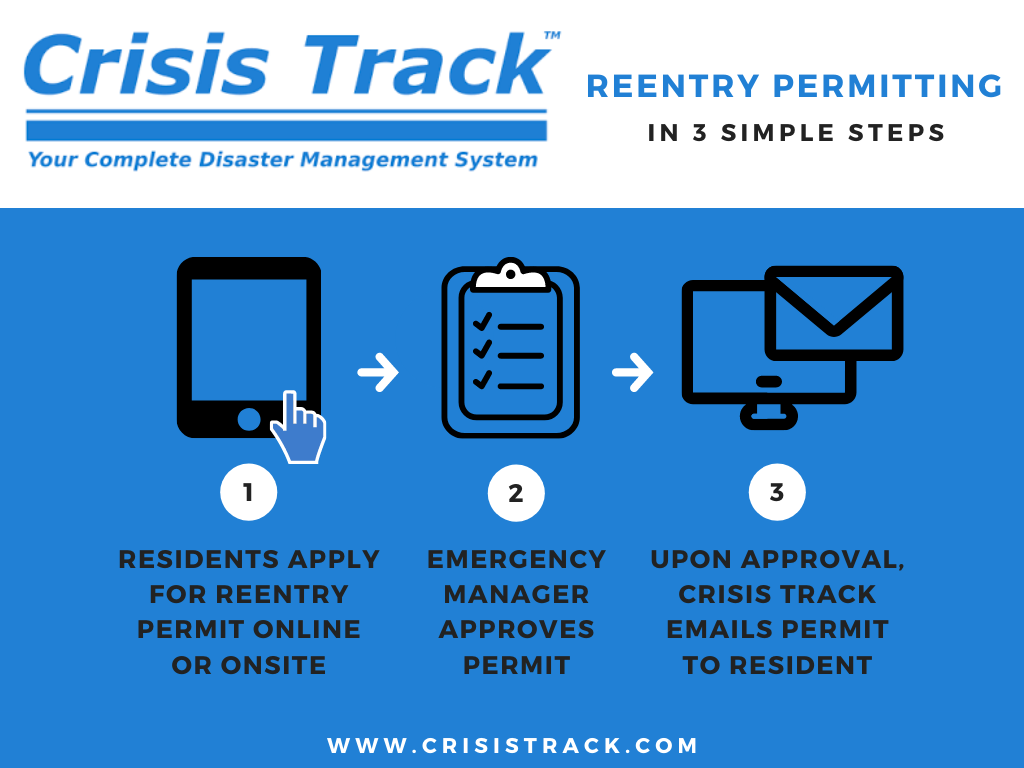 Crisis Track™
Your Complete Disaster Management System
REENTRY PERMITTING
IN 3 SIMPLE STEPS
1
RESIDENTS APPLY
FOR REENTRY
PERMIT ONLINE
OR ONSITE
2
EMERGENCY
MANAGER
APPROVES
PERMIT
3
UPON APPROVAL,
CRISIS TRACK
EMAILS PERMIT
TO RESIDENT
WWW.CRISISTRACK.COM